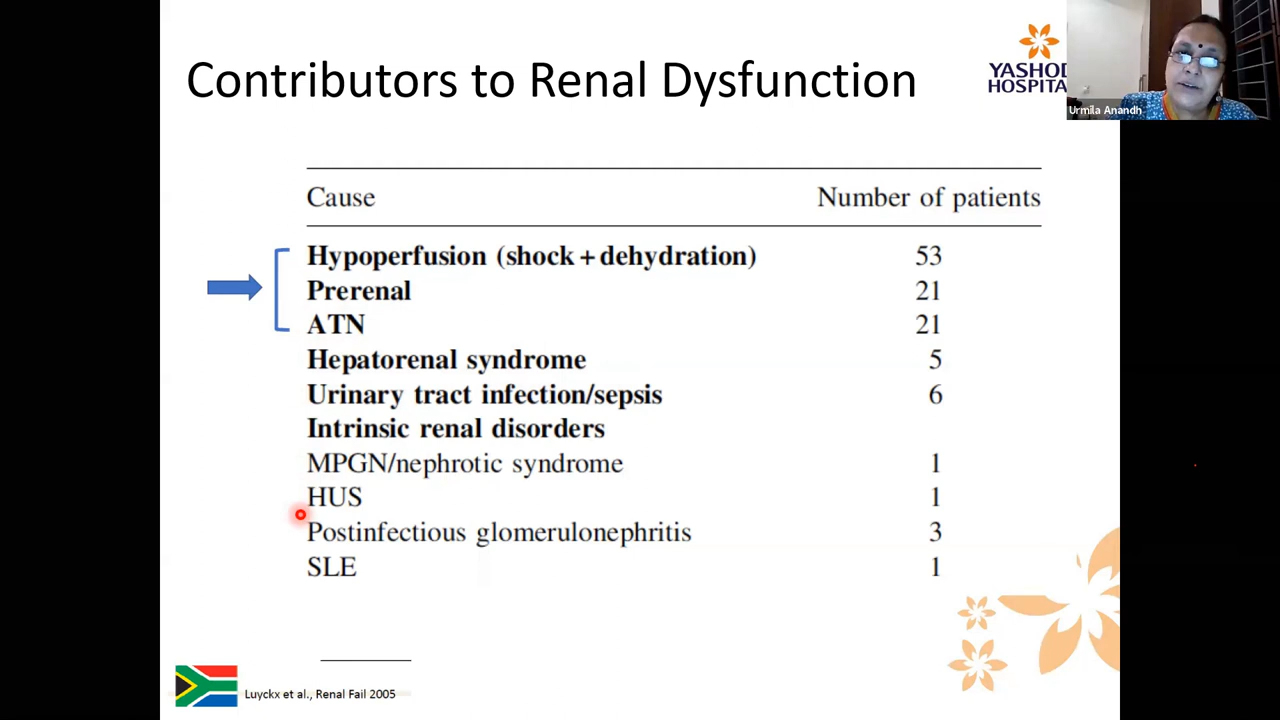 Contributors to Renal Dysfunction
YASHOD
HOSPITA
Urmila Anandh
Cause Number of patients
Hypoperfusion (shock + dehydration) 53
Prerenal 21
ATN 21
Hepatorenal syndrome 5
Urinary tract infection/sepsis 6
Intrinsic renal disorders
MPGN/nephrotic syndrome 1
HUS 1
Postinfectious glomerulonephritis 3
SLE 1
Luyckx et al., Renal Fail 2005